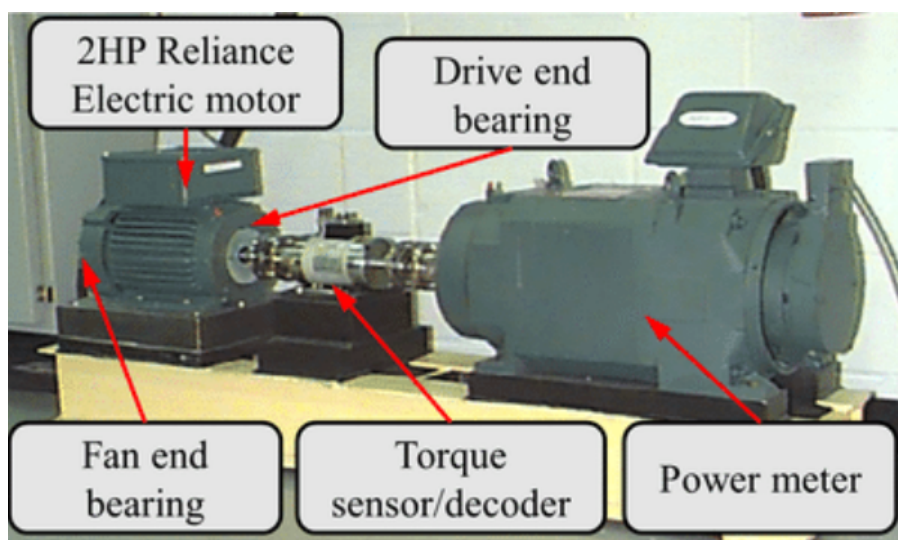 2HP Reliance
Electric motor
Drive end
bearing
Fan end
bearing
Torque
sensor/decoder
Power meter